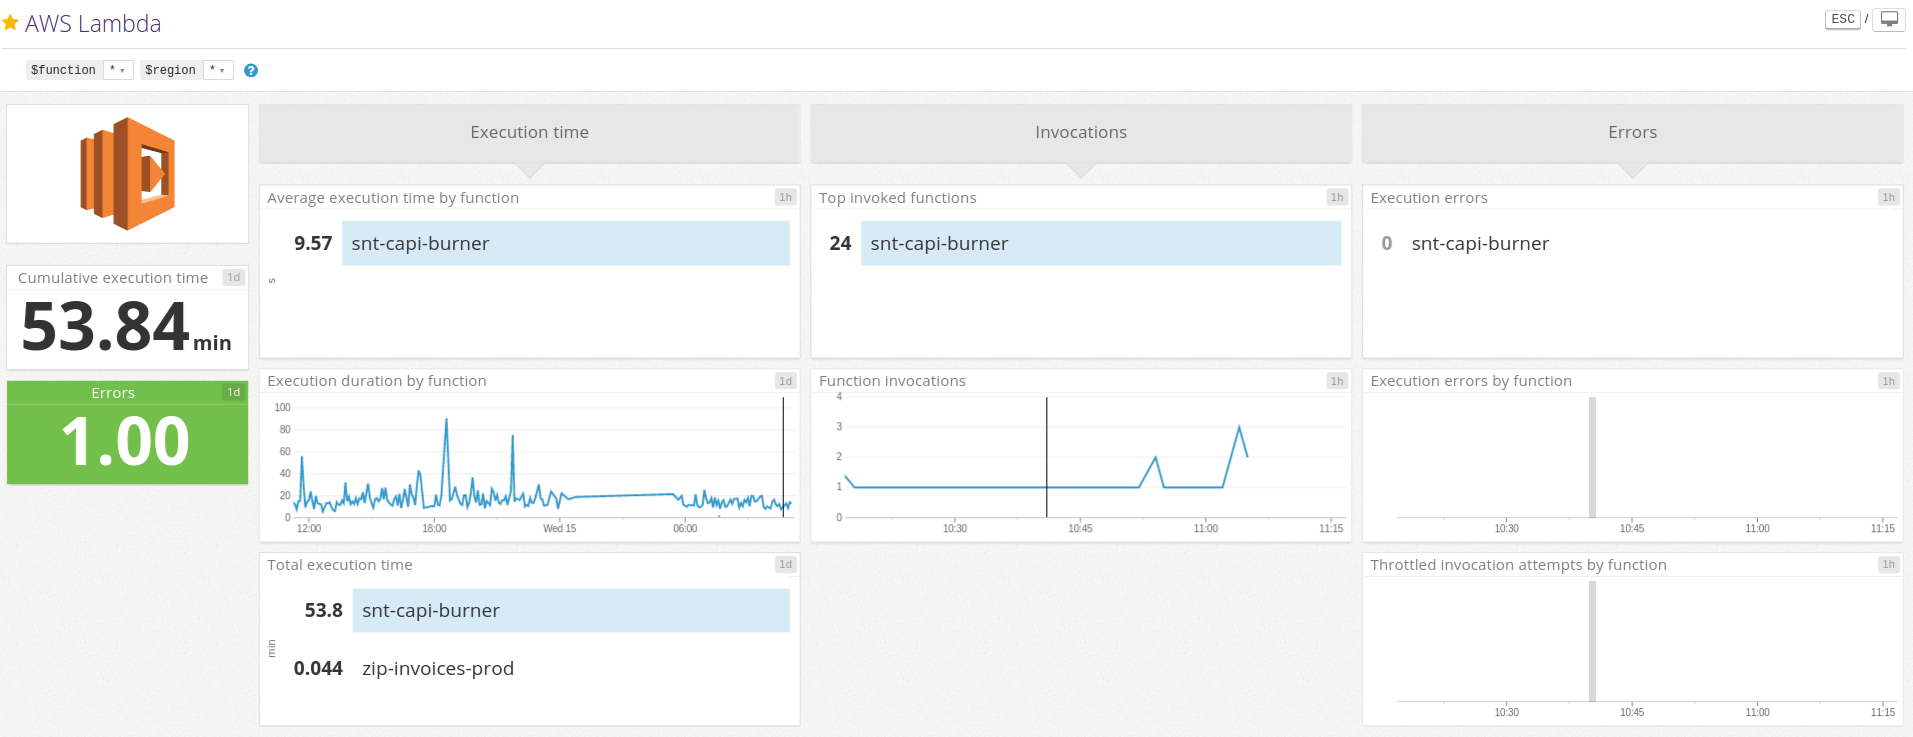 AWS Lambda
ESC /
$function * $region * ?
Execution time
Invocations
Errors
Cumulative execution time 1d
53.84 min
Errors 1d
1.00
Average execution time by function 1h
9.57 snt-capi-burner
s
Execution duration by function 1d
100
80
60
40
20
0
12:00 18:00 Wed 15 06:00
Total execution time 1d
53.8 snt-capi-burner
min
0.044 zip-invoices-prod
Top invoked functions 1h
24 snt-capi-burner
Function invocations 1h
4
3
2
1
0
10:30 10:45 11:00 11:15
Execution errors 1h
0 snt-capi-burner
Execution errors by function 1h
10:30 10:45 11:00 11:15
Throttled invocation attempts by function 1h
10:30 10:45 11:00 11:15